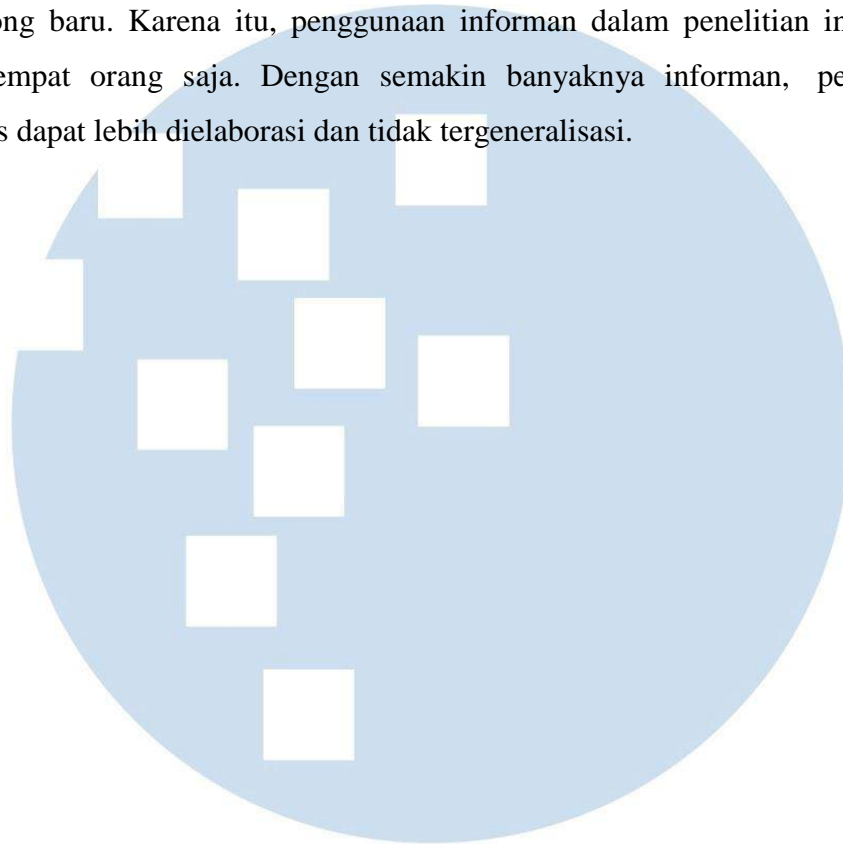 ong baru. Karena itu, penggunaan informan dalam penelitian in
empat orang saja. Dengan semakin banyaknya informan, pe
s dapat lebih dielaborasi dan tidak tergeneralisasi.